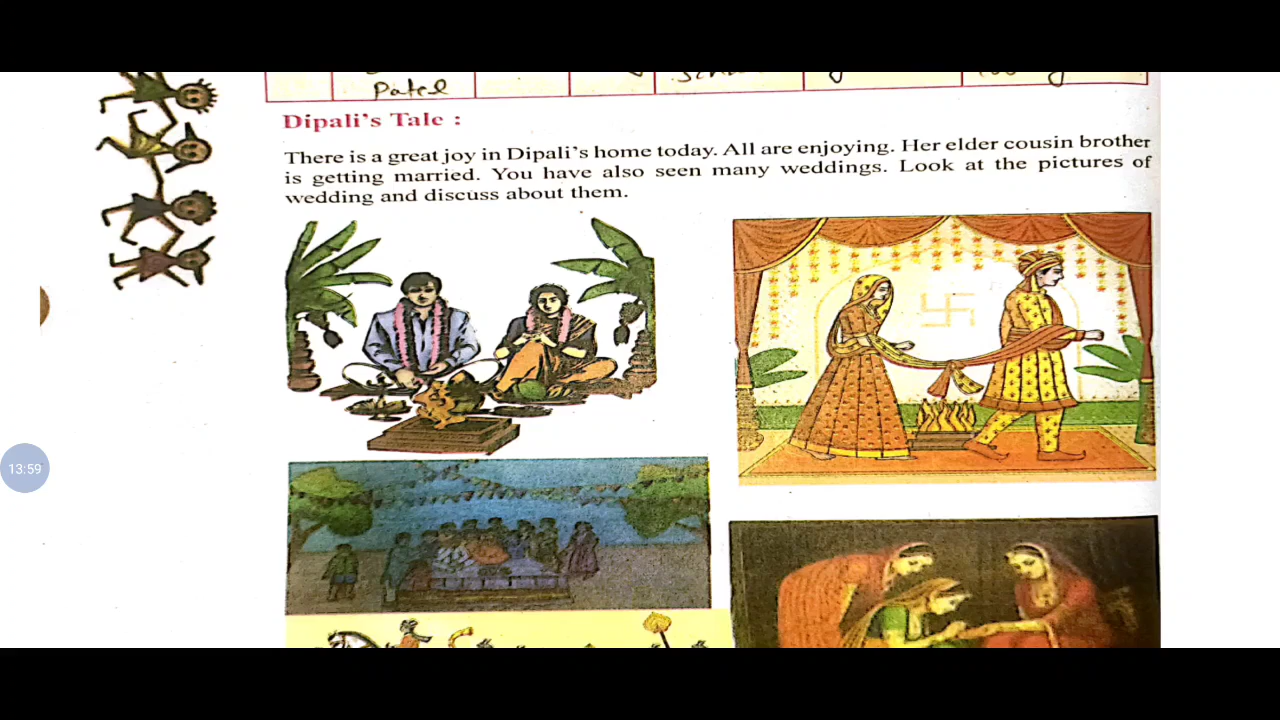 Patel
Dipali's Tale :
There is a great joy in Dipali's home today. All are enjoying. Her elder cousin brother
is getting married. You have also seen many weddings. Look at the pictures of
wedding and discuss about them.
13:59